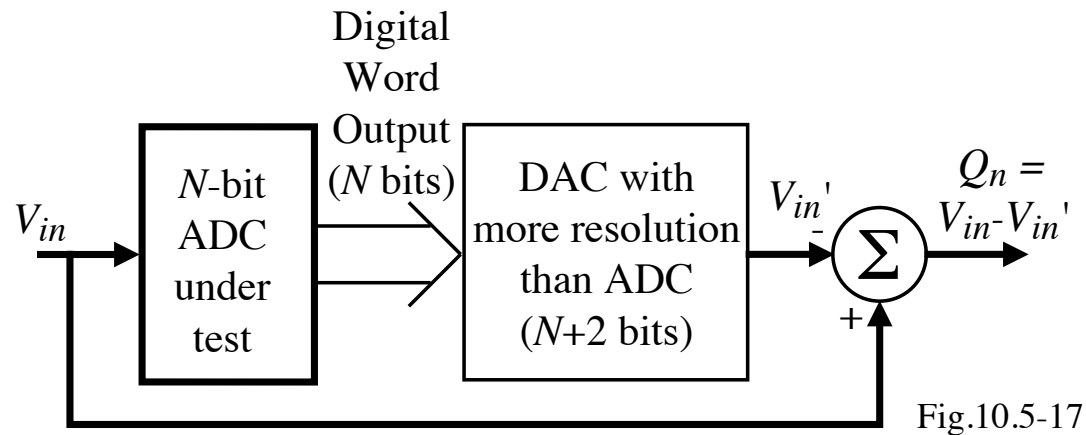 Digital
Word
Output
(N bits)
V_in
N-bit
ADC
under
test
DAC with
more resolution
than ADC
(N+2 bits)
V_in'
-
+
Σ
Q_n =
V_in-V_in'
Fig.10.5-17